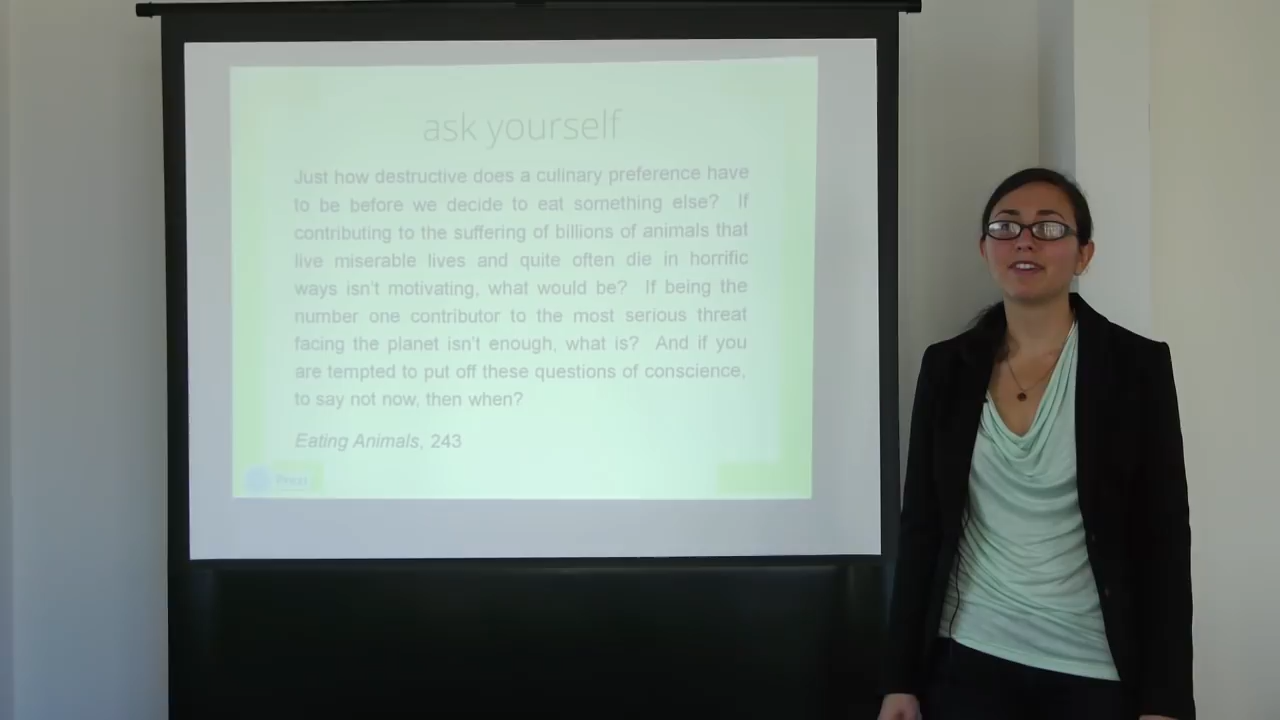 ask yourself
Just how destructive does a culinary preference have
to be before we decide to eat something else? If
contributing to the suffering of billions of animals that
live miserable lives and quite often die in horrific
ways isn't motivating, what would be? If being the
number one contributor to the most serious threat
facing the planet isn't enough, what is? And if you
are tempted to put off these questions of conscience,
to say not now, then when?
Eating Animals, 243